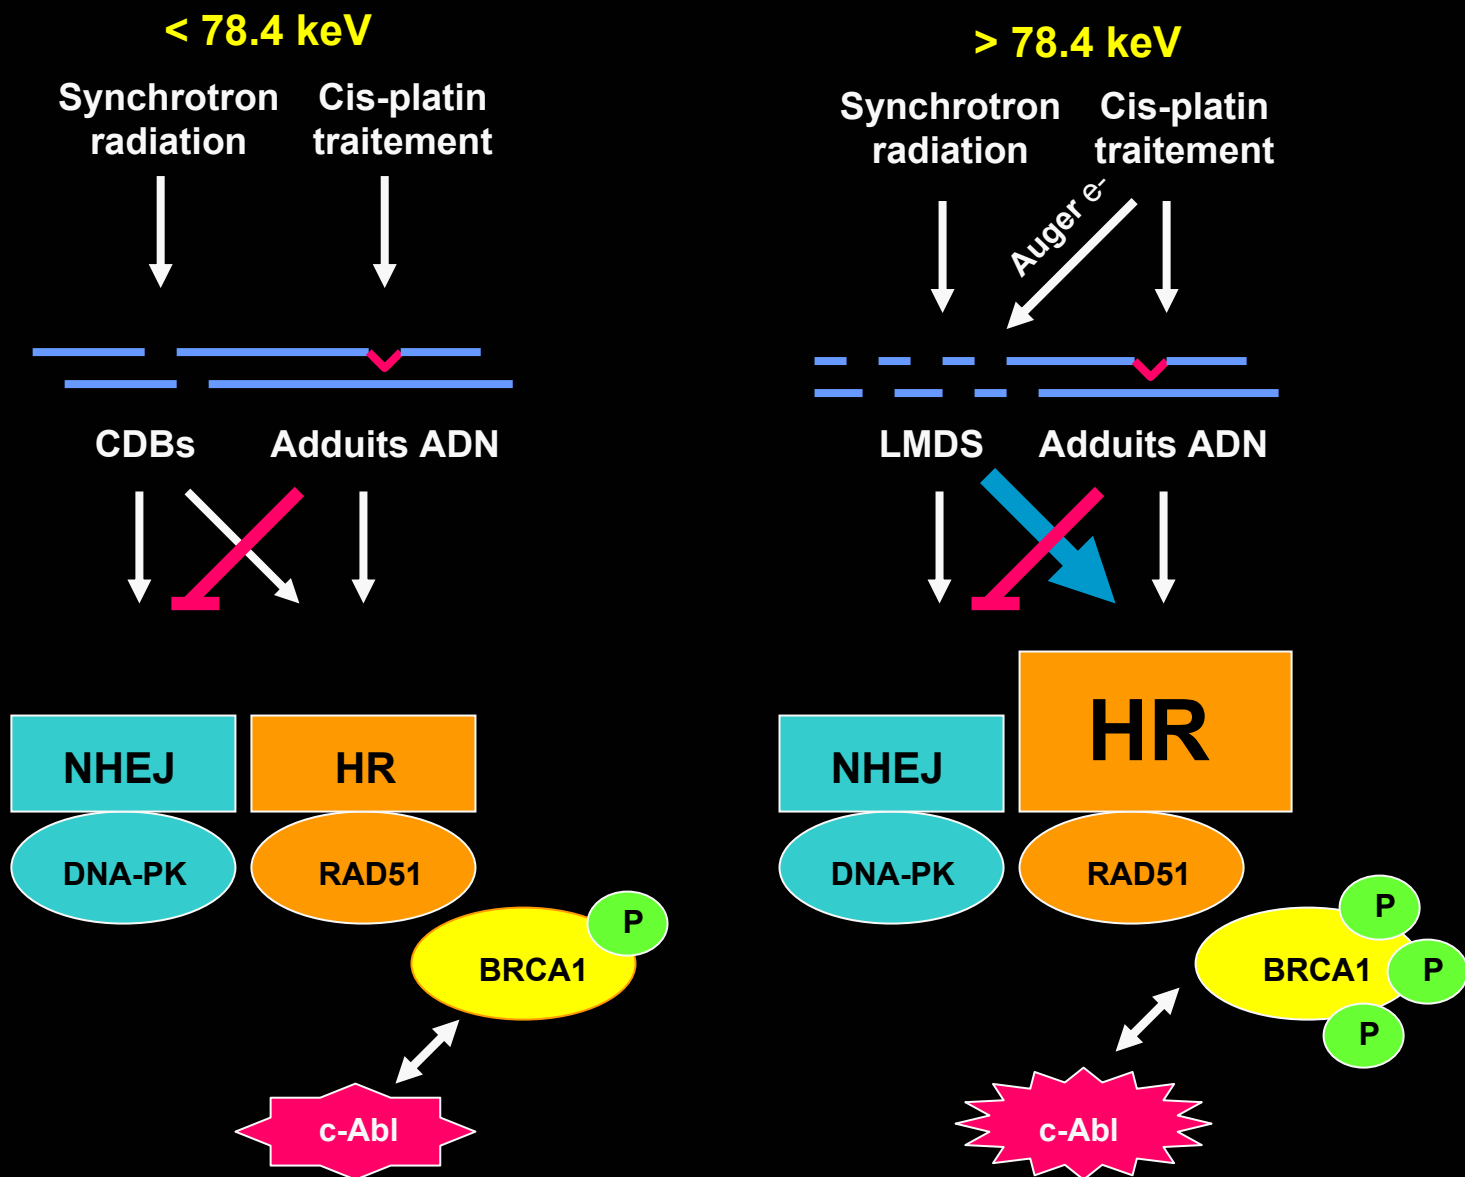 < 78.4 keV
Synchrotron
radiation
Cis-platin
traitement
CDBs
Adduits ADN
NHEJ
HR
DNA-PK
RAD51
P
BRCA1
c-Abl
> 78.4 keV
Synchrotron
radiation
Cis-platin
traitement
Auger e-
LMDS
Adduits ADN
NHEJ
HR
DNA-PK
RAD51
P
BRCA1
P
P
c-Abl